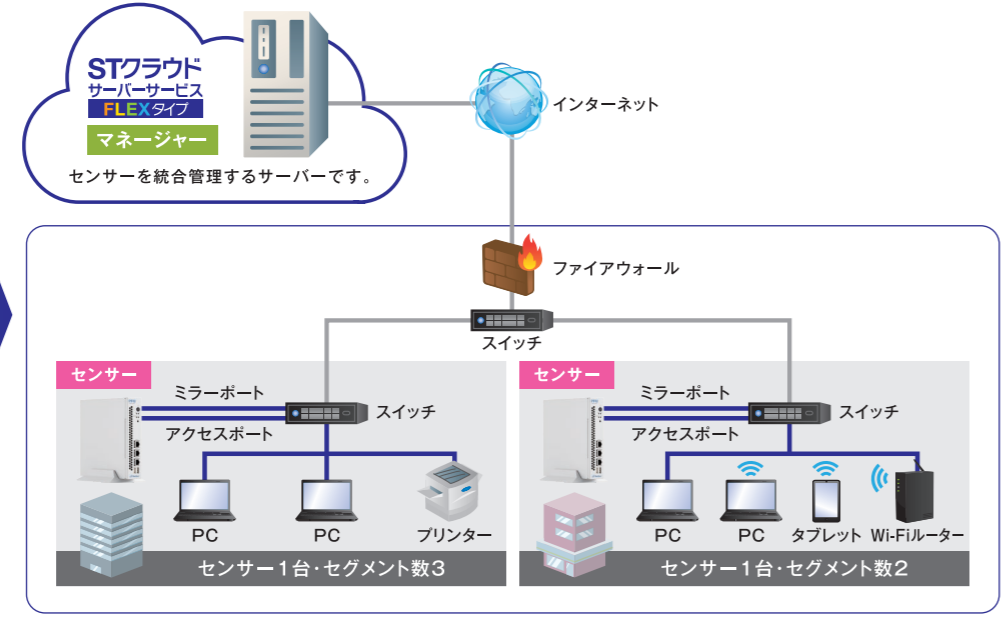 STクラウド
サーバーサービス
FLEXタイプ
マネージャー
センサーを統合管理するサーバーです。
インターネット
ファイアウォール
スイッチ
センサー
ミラーポート
スイッチ
アクセスポート
PC
PC
プリンター
センサー1台・セグメント数3
センサー
ミラーポート
スイッチ
アクセスポート
PC
PC
タブレット
Wi-Fiルーター
センサー1台・セグメント数2